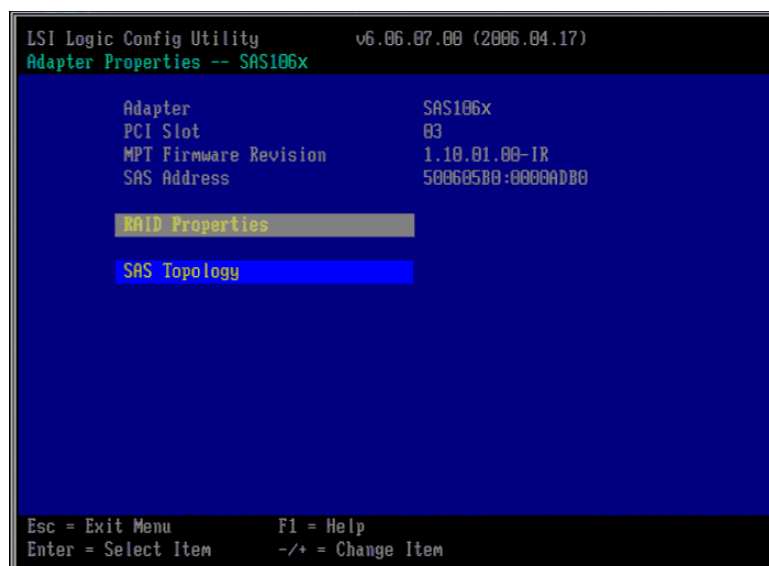 LSI Logic Config Utility v6.06.07.00 (2006.04.17)
Adapter Properties -- SAS106x
Adapter SAS106x
PCI Slot 03
MPT Firmware Revision 1.10.01.00-IR
SAS Address 500605B0:0000ADB0
RAID Properties
SAS Topology
Esc = Exit Menu F1 = Help
Enter = Select Item -/+ = Change Item